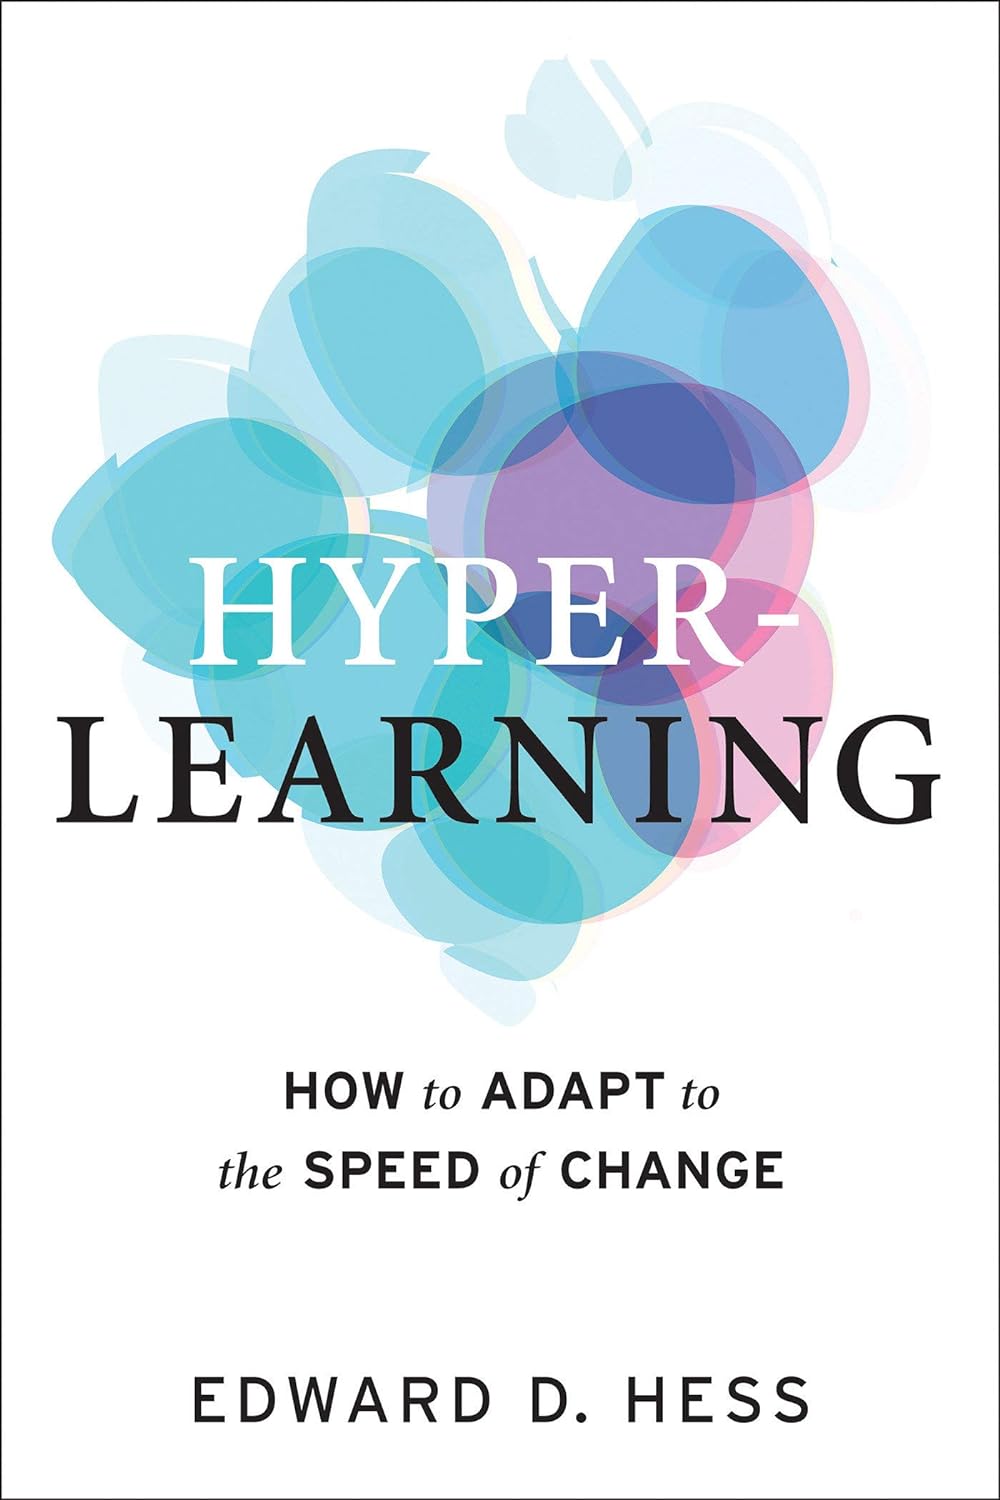 HYPER-
LEARNING
HOW to ADAPT to
the SPEED of CHANGE
EDWARD D. HESS